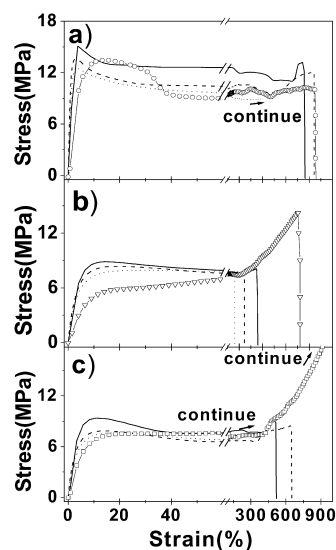 a)
18
12
6
0
Stress(MPa)
continue
b)
12
6
0
Stress(MPa)
continue
c)
continue
12
6
0
Stress(MPa)
0 20 40 300 600 900
Strain(%)